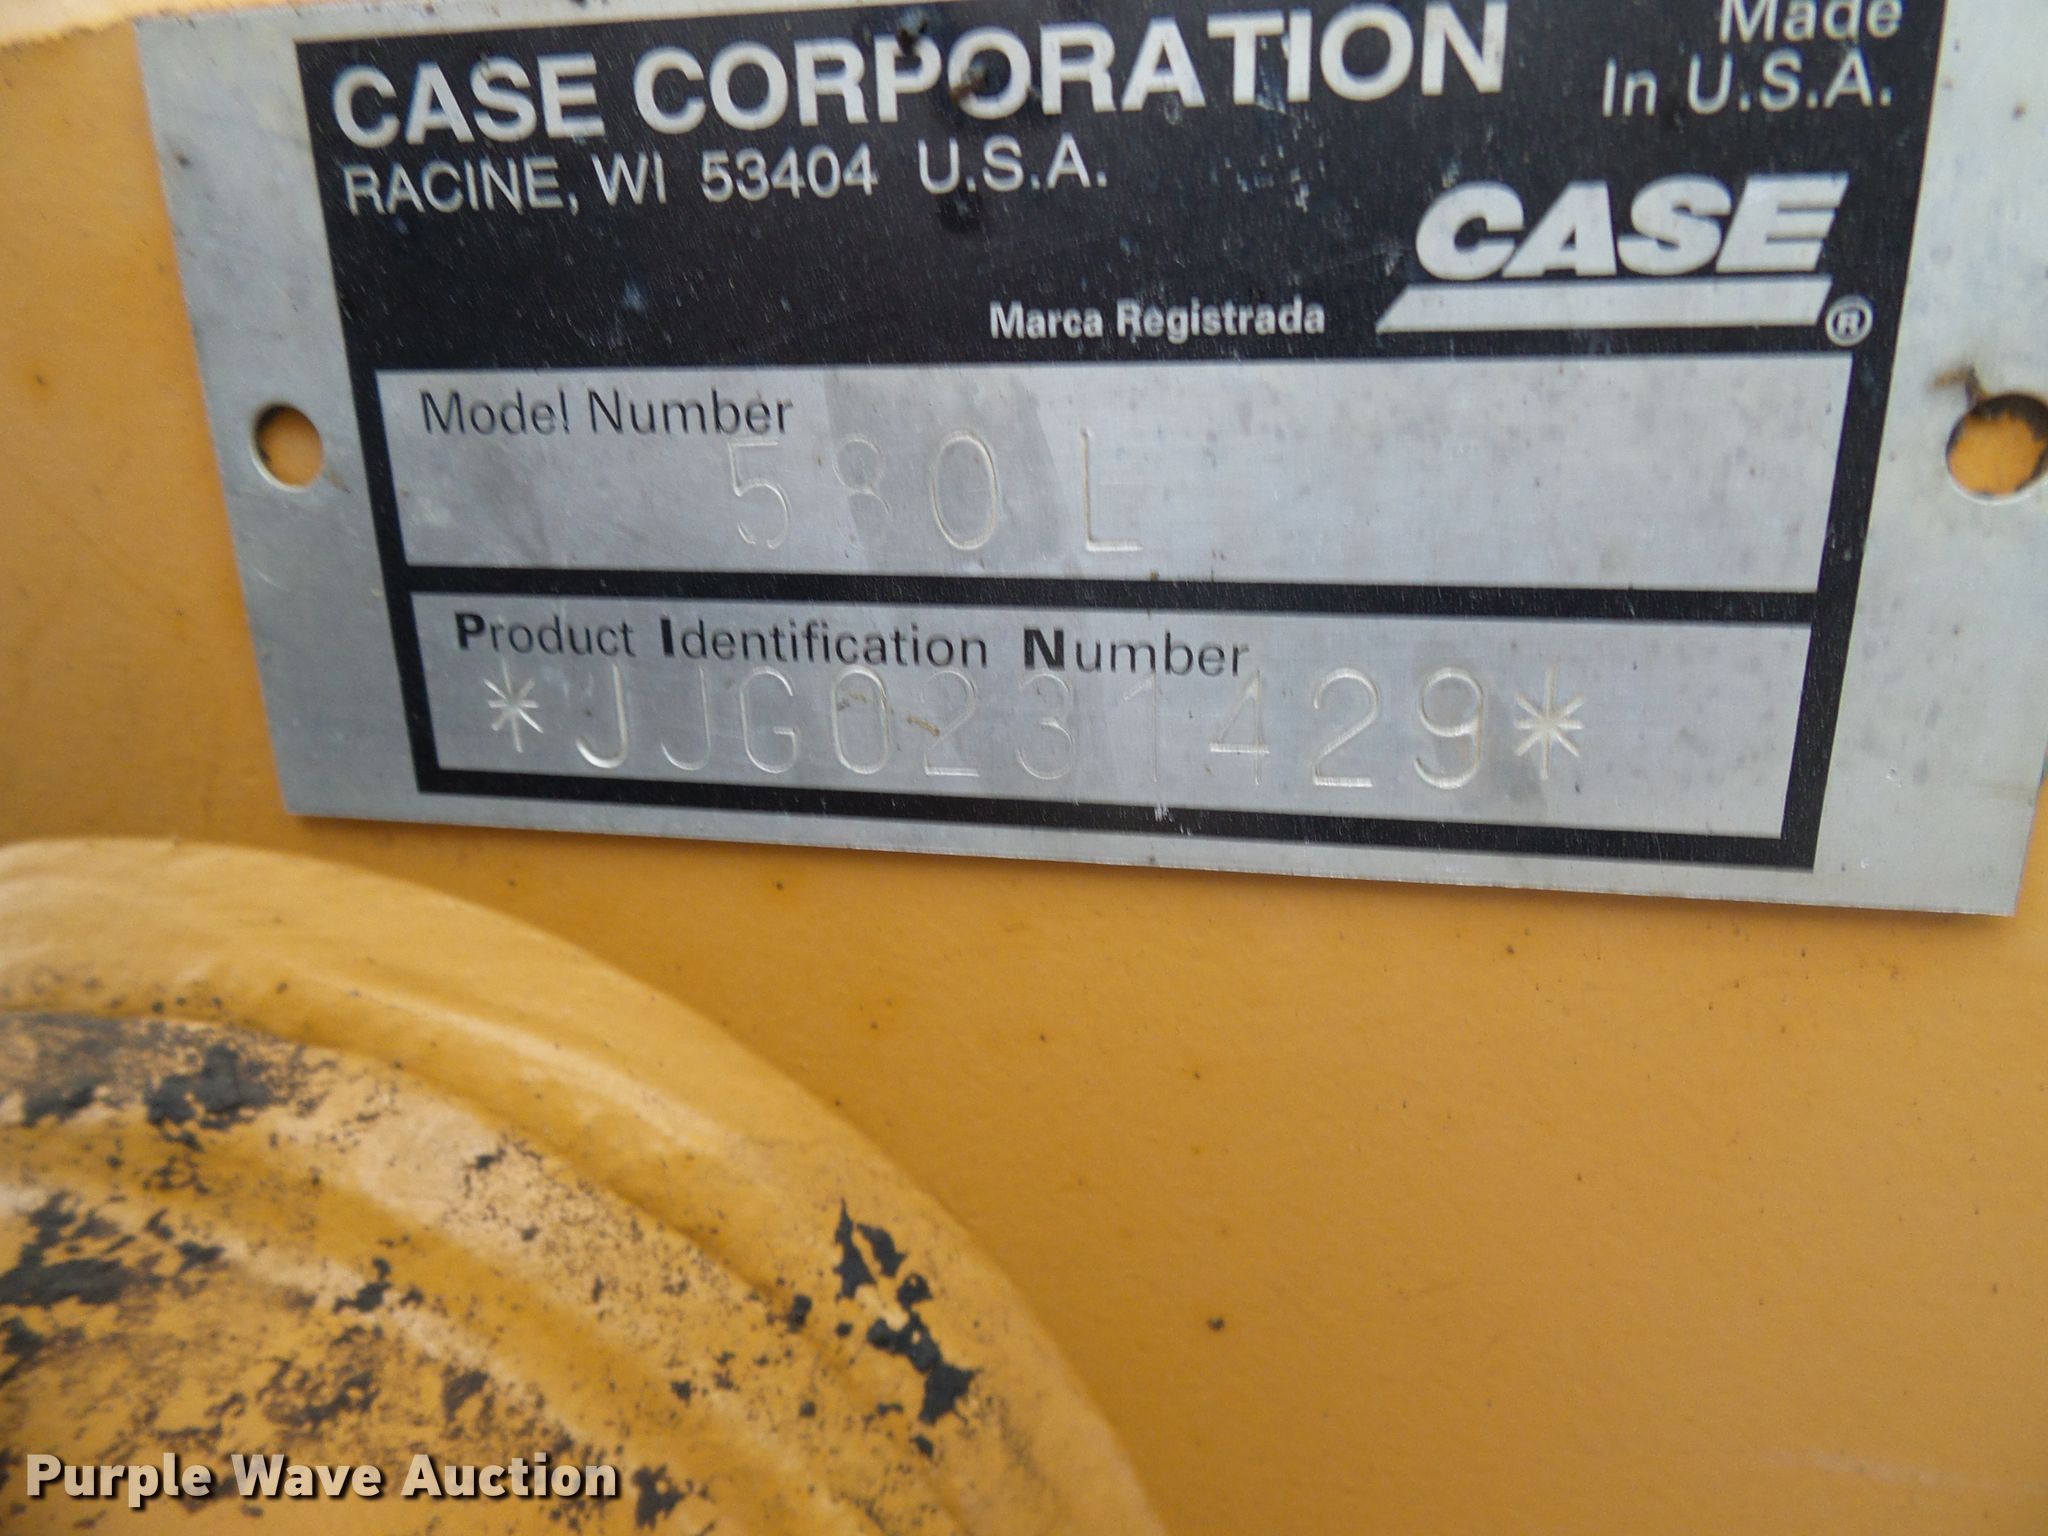 CASE CORPORATION
RACINE, WI 53404 U.S.A.
Made
In U.S.A.
CASE
Marca Registrada
®
Model Number
580 L
Product Identification Number
*JJG0231429*
Purple Wave Auction